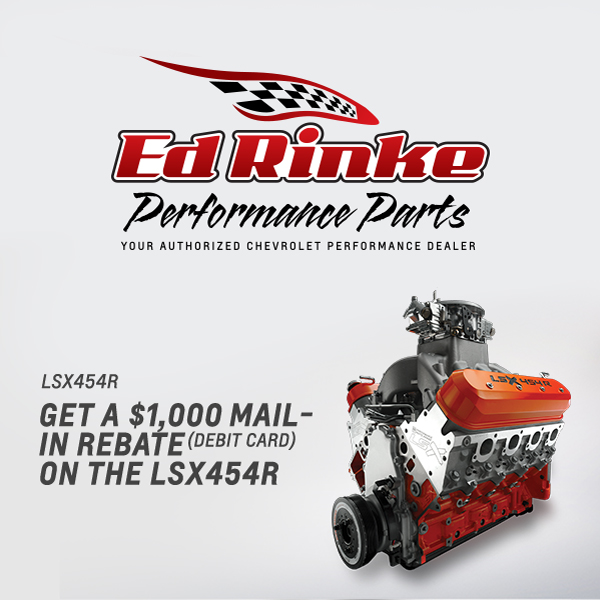 Ed Rinke
Performance Parts
YOUR AUTHORIZED CHEVROLET PERFORMANCE DEALER
LSX454R
LSX454R
GET A $1,000 MAIL-
IN REBATE (DEBIT CARD)
ON THE LSX454R